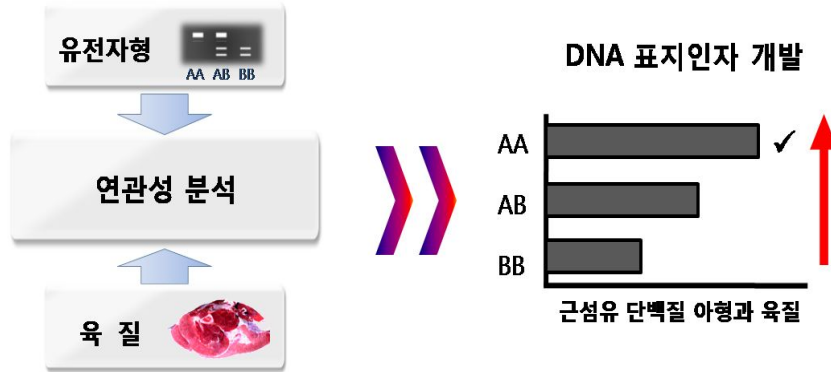 유전자형
AA AB BB
연관성 분석
육 질
DNA 표지인자 개발
AA
AB
BB
근섬유 단백질 아형과 육질